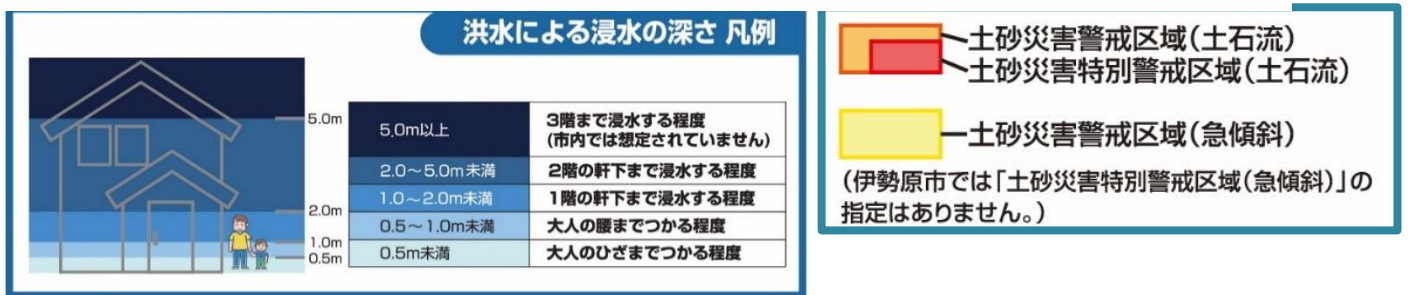 洪水による浸水の深さ 凡例
5.0m
2.0m
1.0m
0.5m
5.0m以上
3階まで浸水する程度
(市内では想定されていません)
2.0～5.0m未満
2階の軒下まで浸水する程度
1.0～2.0m未満
1階の軒下まで浸水する程度
0.5～1.0m未満
大人の腰までつかる程度
0.5m未満
大人のひざまでつかる程度
土砂災害警戒区域(土石流)
土砂災害特別警戒区域(土石流)
土砂災害警戒区域(急傾斜)
(伊勢原市では「土砂災害特別警戒区域(急傾斜)」の
指定はありません。)